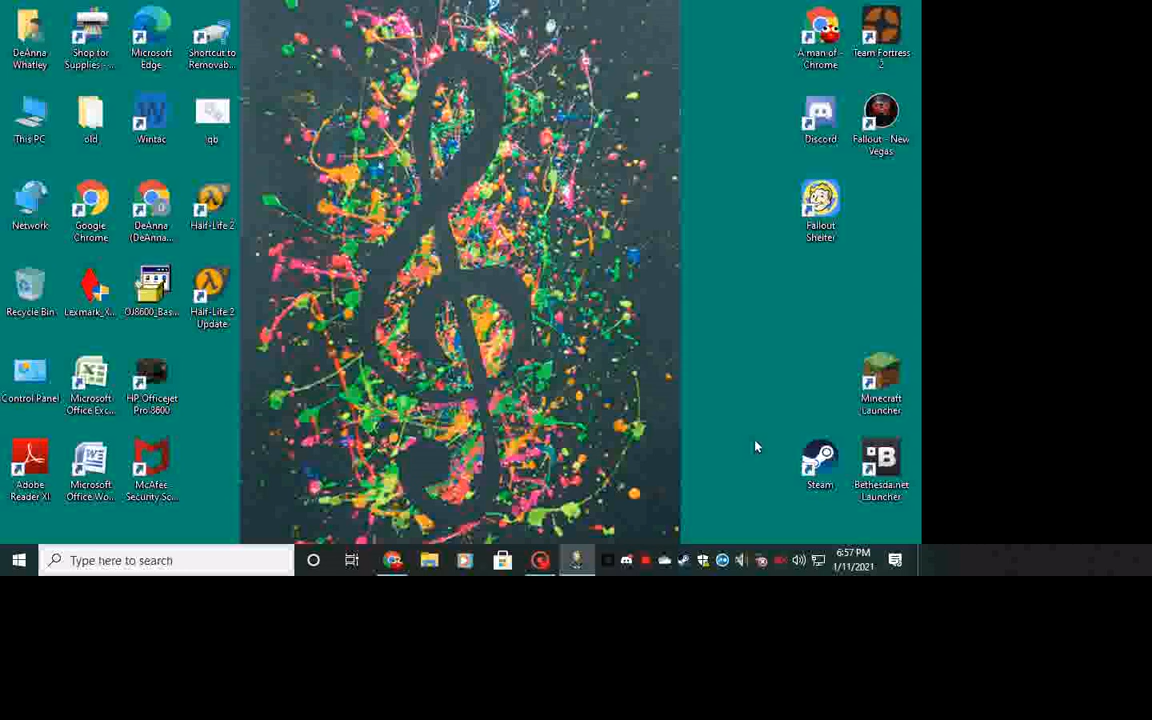 DeAnna
Whatley
Shop for
Supplies - ...
Microsoft
Edge
Shortcut to
Removab...
This PC
old
Wintac
Network
Google
Chrome
DeAnna
(DeAnna...
Half-Life 2
Recycle Bin
Lexmark_X...
OJ8600_Bas...
Half-Life 2
Update
Control Panel
Microsoft
Office Exc...
HP Officejet
Pro 8600
Adobe
Reader XI
Microsoft
Office Wo...
McAfee
Security Sc...
A man of -
Chrome
Team Fortress
2
Discord
Fallout - New
Vegas
Fallout
Shelter
Minecraft
Launcher
Steam
Bethesda.net
Launcher
Type here to search
6:57 PM
1/11/2021